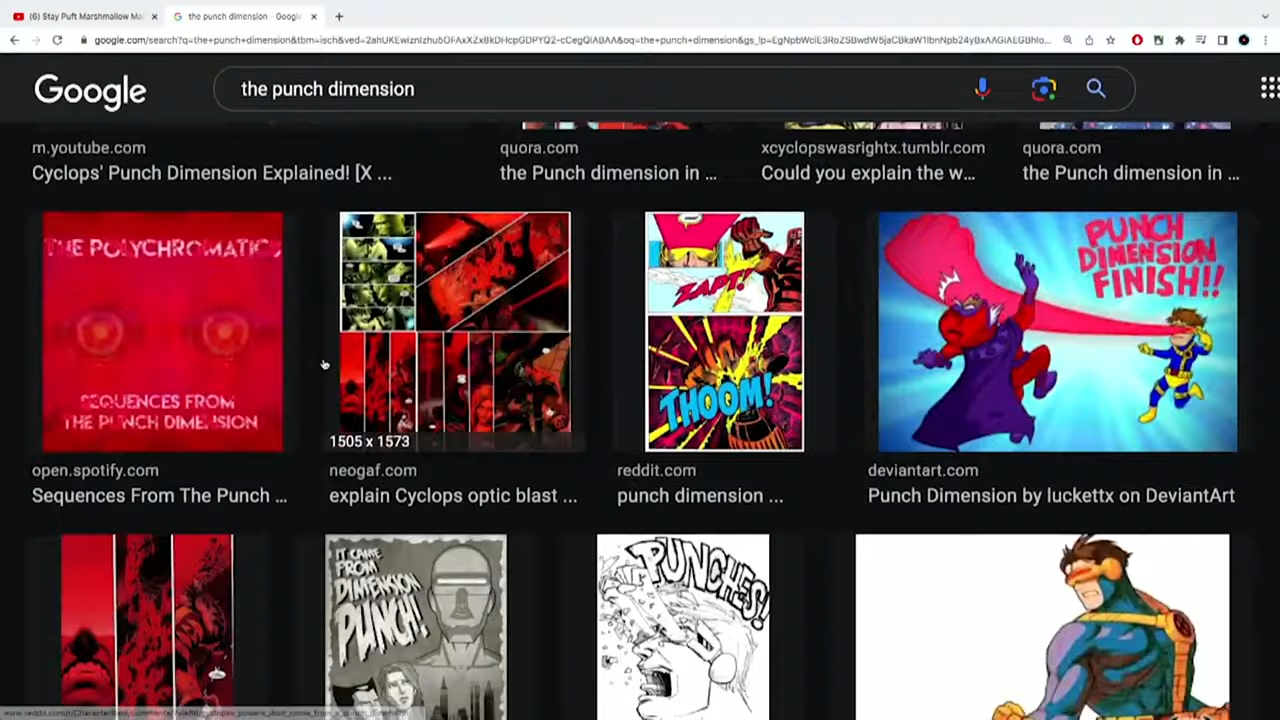 (6) Stay Puft Marshmallow Ma
the punch dimension - Google
Google
the punch dimension
m.youtube.com
Cyclops' Punch Dimension Explained! [X ...
quora.com
the Punch dimension in ...
xcyclopswasrightx.tumblr.com
Could you explain the w...
quora.com
the Punch dimension in ...
THE POLYCHROMATICS
SEQUENCES FROM
THE PUNCH DIMENSION
1505 x 1573
ZAPT!
THOOM!
PUNCH
DIMENSION
FINISH!!
open.spotify.com
Sequences From The Punch ...
neogaf.com
explain Cyclops optic blast ...
reddit.com
punch dimension ...
deviantart.com
Punch Dimension by luckettx on DeviantArt
IT CAME
FROM
DIMENSION
PUNCH!
PUNCHES!